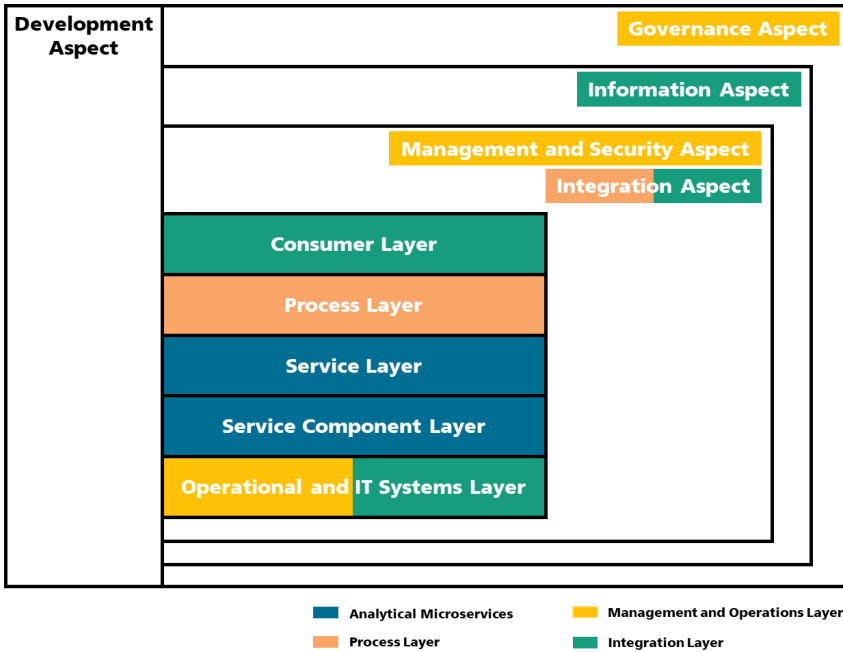 Development
Aspect
Governance Aspect
Information Aspect
Management and Security Aspect
Integration Aspect
Consumer Layer
Process Layer
Service Layer
Service Component Layer
Operational and IT Systems Layer
Analytical Microservices
Management and Operations Layer
Process Layer
Integration Layer